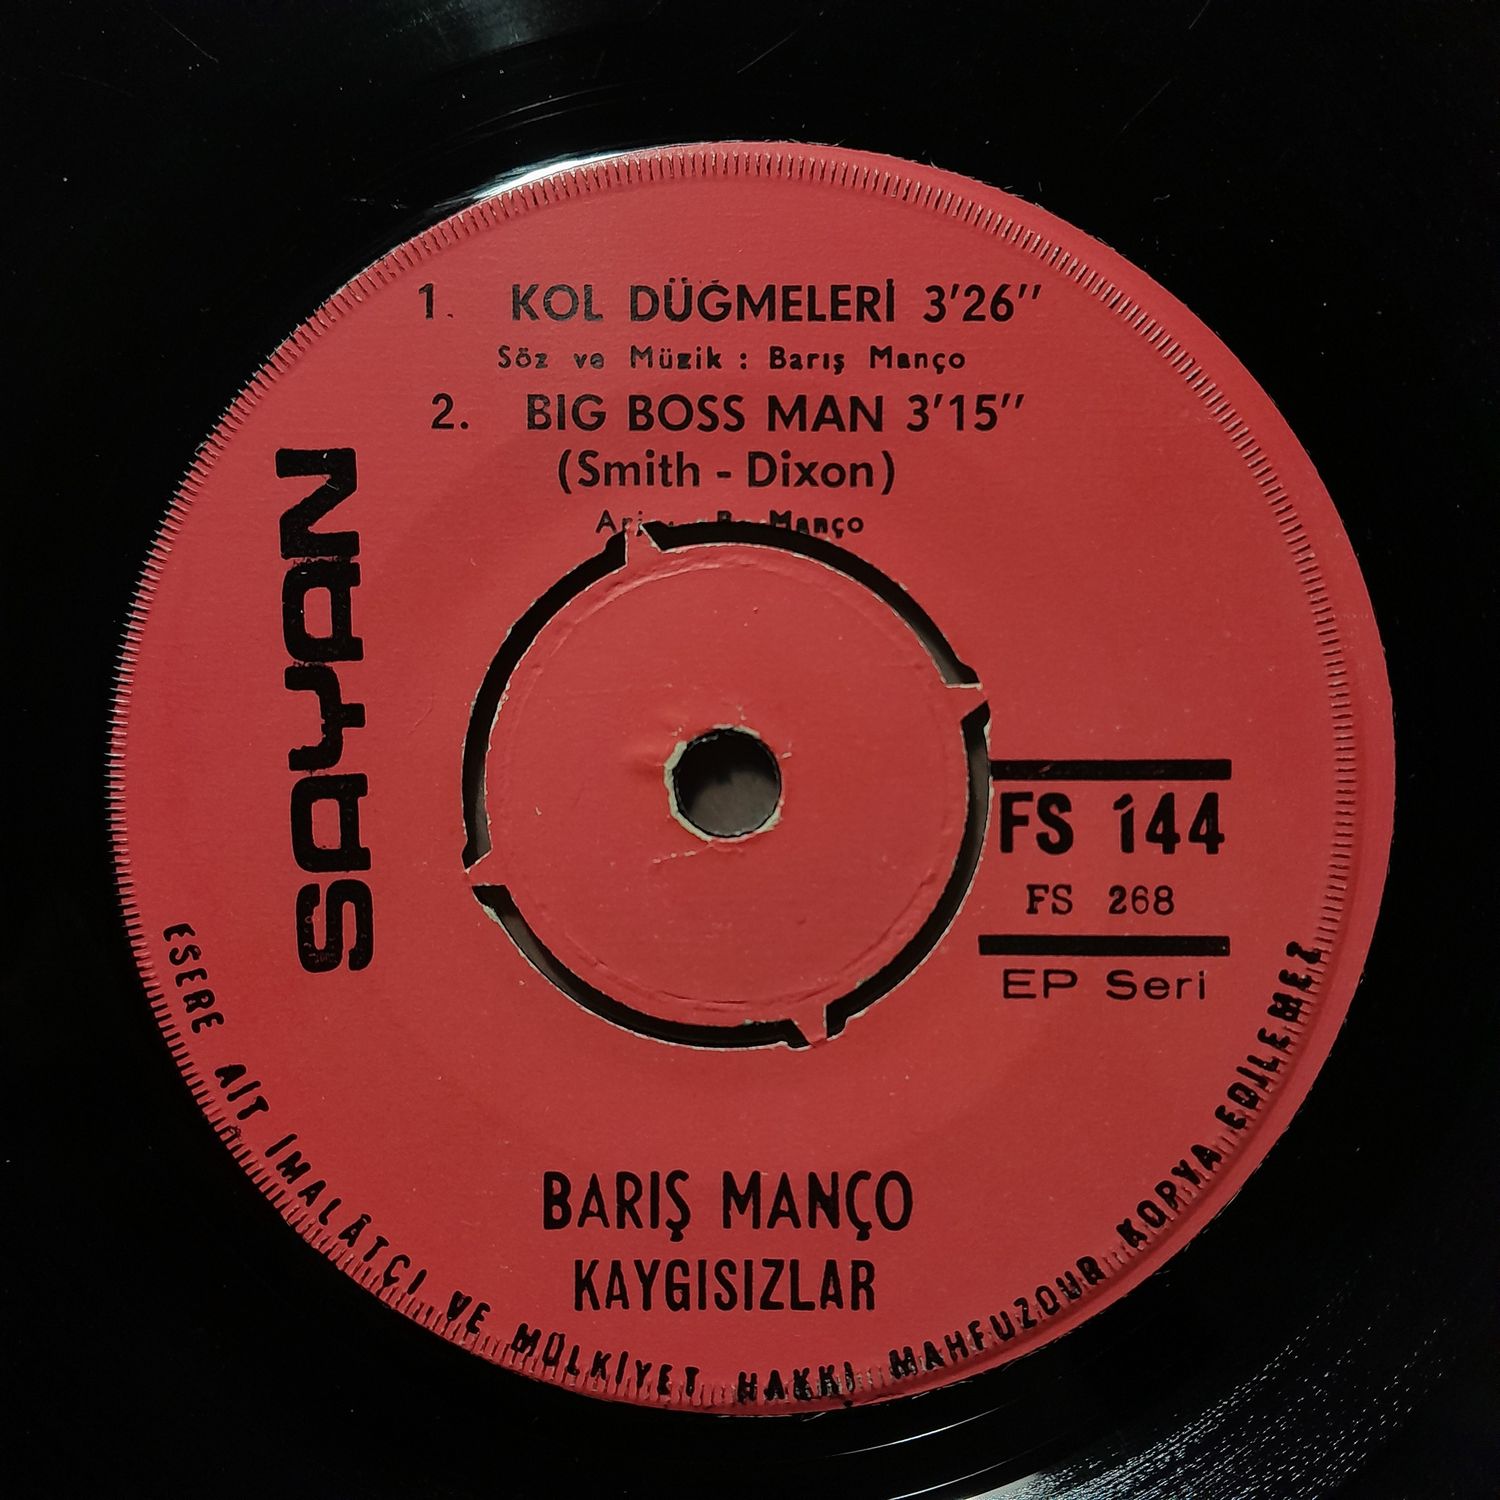 1. KOL DÜĞMELERİ 3'26''
Söz ve Müzik : Barış Manço
2. BIG BOSS MAN 3'15''
(Smith - Dixon)
Manço
SAYAN
FS 144
FS 268
EP Seri
BARIŞ MANÇO
KAYGISIZLAR
ESERE AİT İMALÂTÇI VE MÜLKİYET HAKKI MAHFUZDUR KOPYA EDİLEMEZ